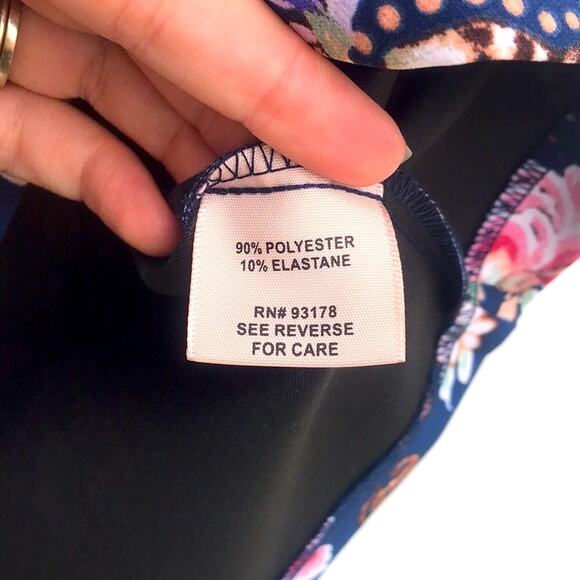 90% POLYESTER
10% ELASTANE
RN# 93178
SEE REVERSE
FOR CARE